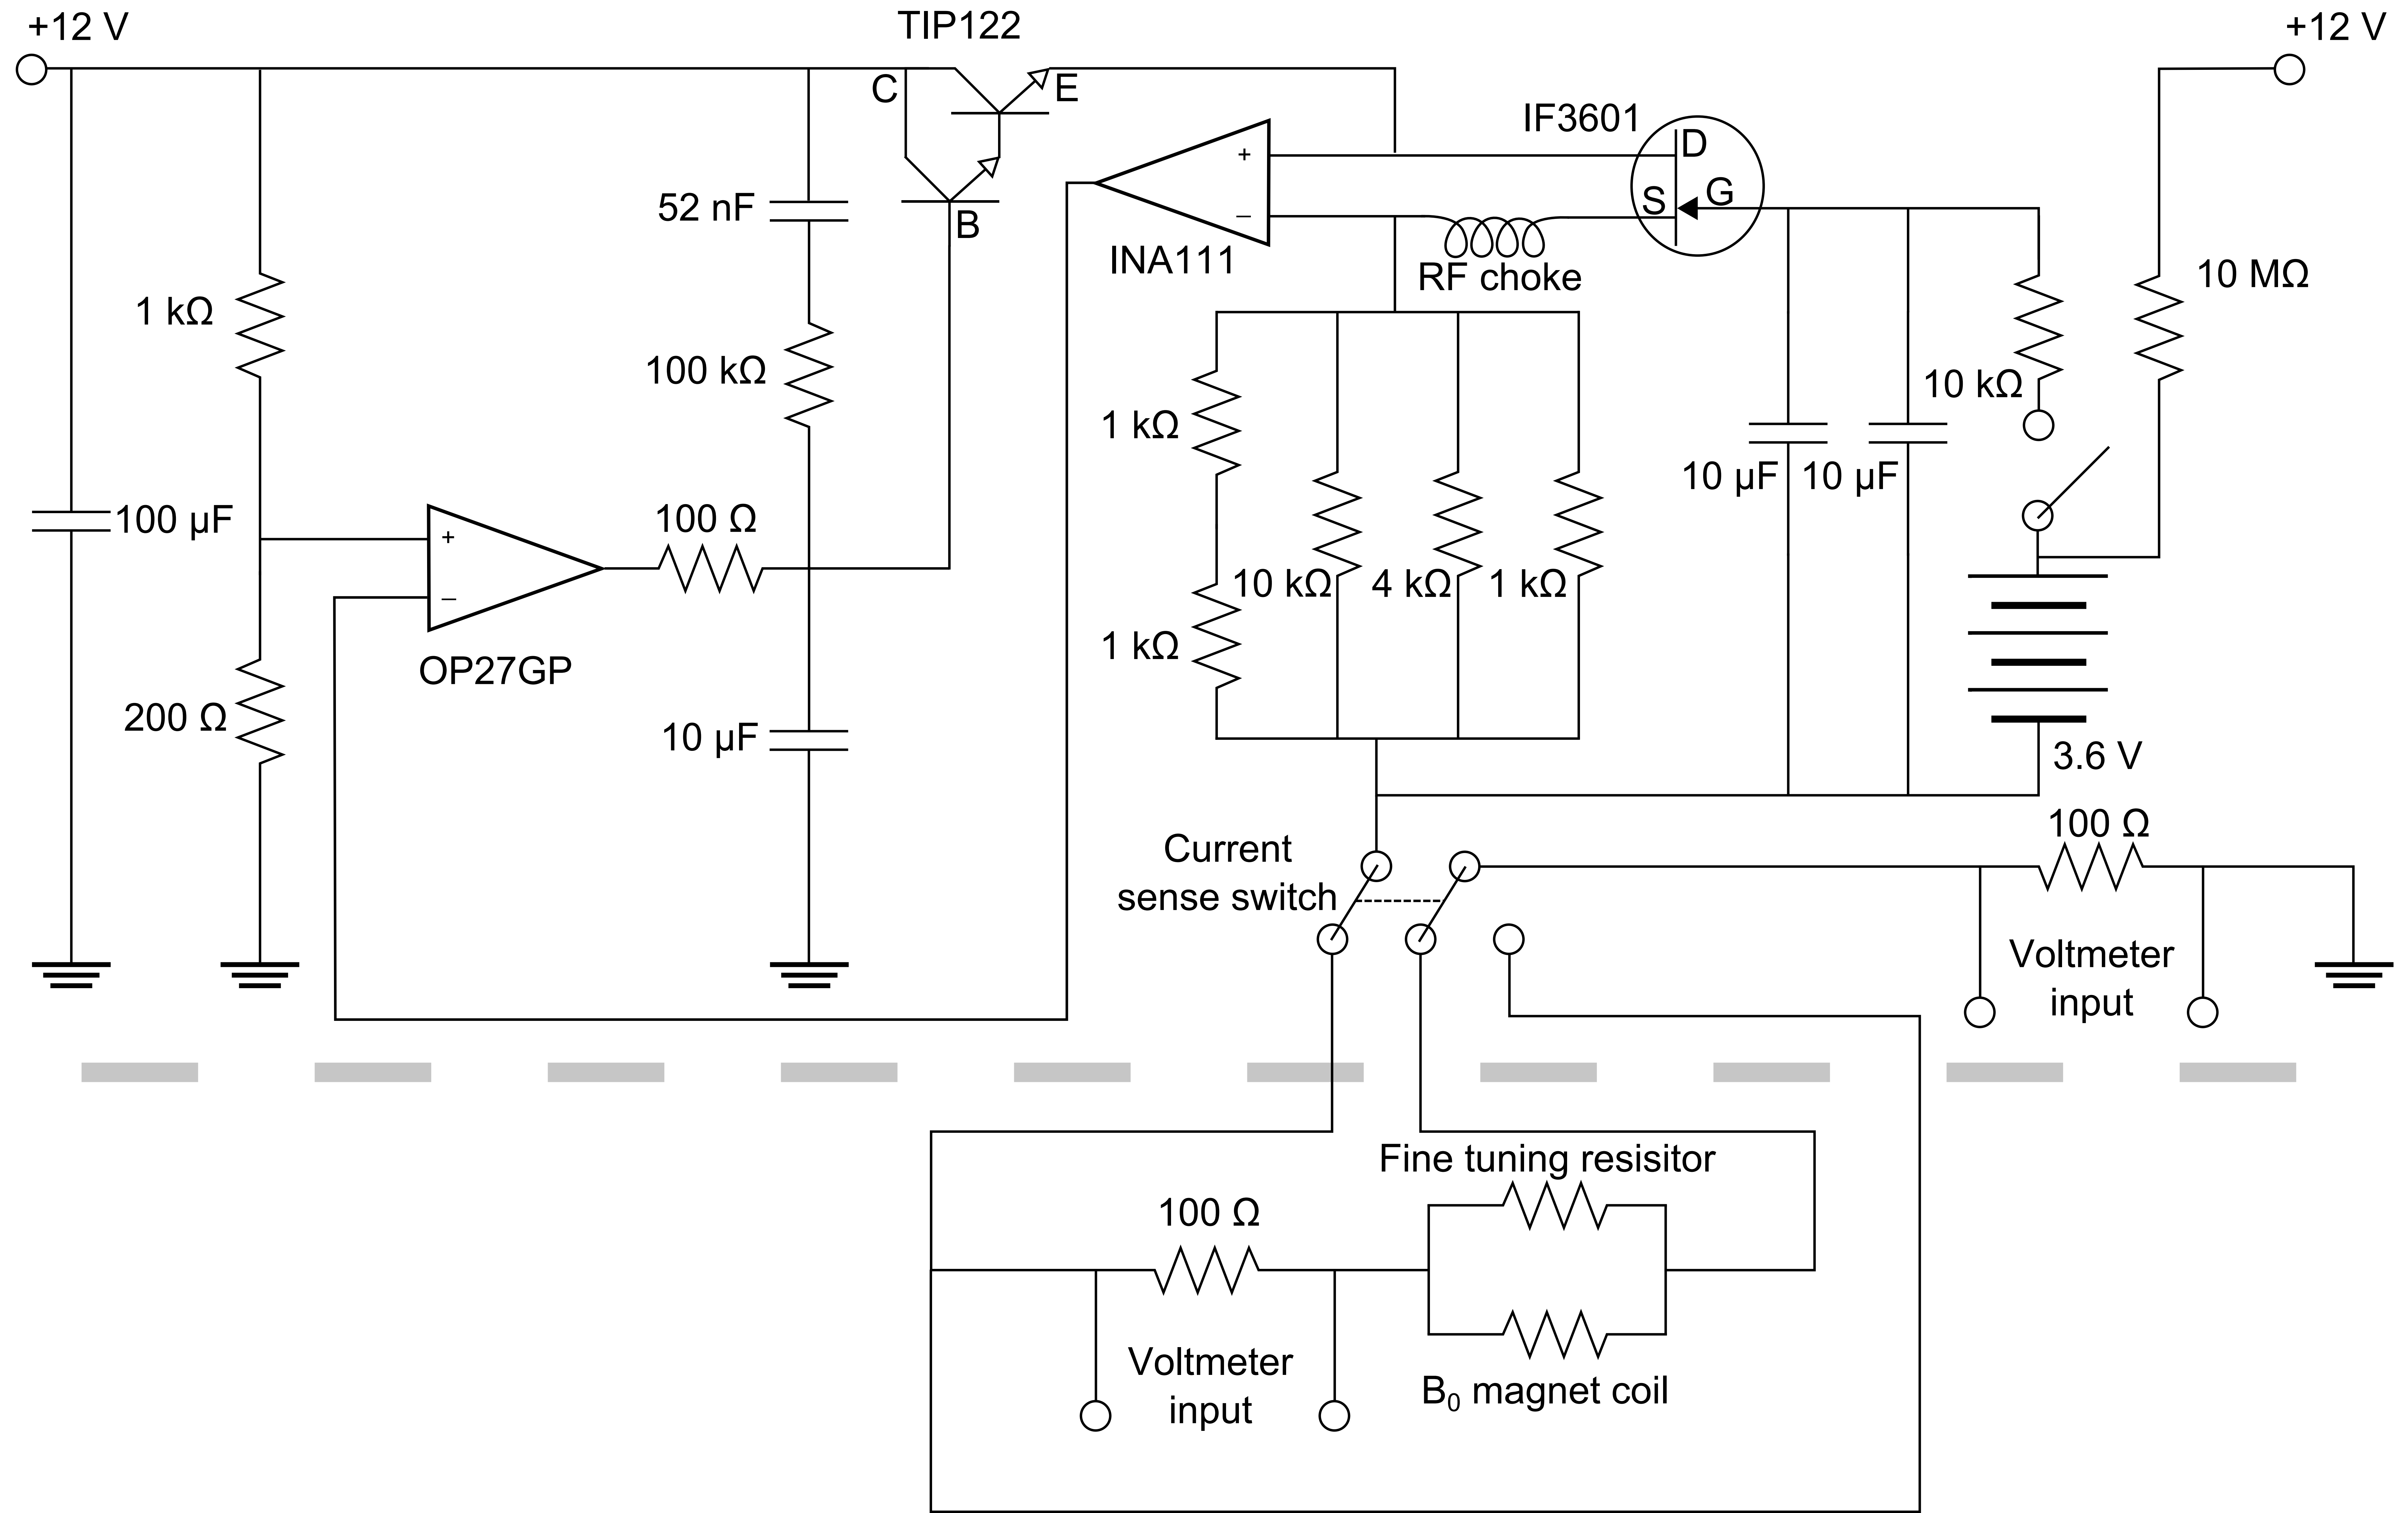 +12 V
TIP122
+12 V
C
E
IF3601
D
+
52 nF
S
G
B
–
INA111
RF choke
10 MΩ
1 kΩ
100 kΩ
10 kΩ
1 kΩ
10 µF
10 µF
100 µF
100 Ω
+
10 kΩ
4 kΩ
1 kΩ
–
1 kΩ
OP27GP
200 Ω
10 µF
3.6 V
100 Ω
Current
sense switch
Voltmeter
input
Fine tuning resisitor
100 Ω
Voltmeter
input
B₀ magnet coil